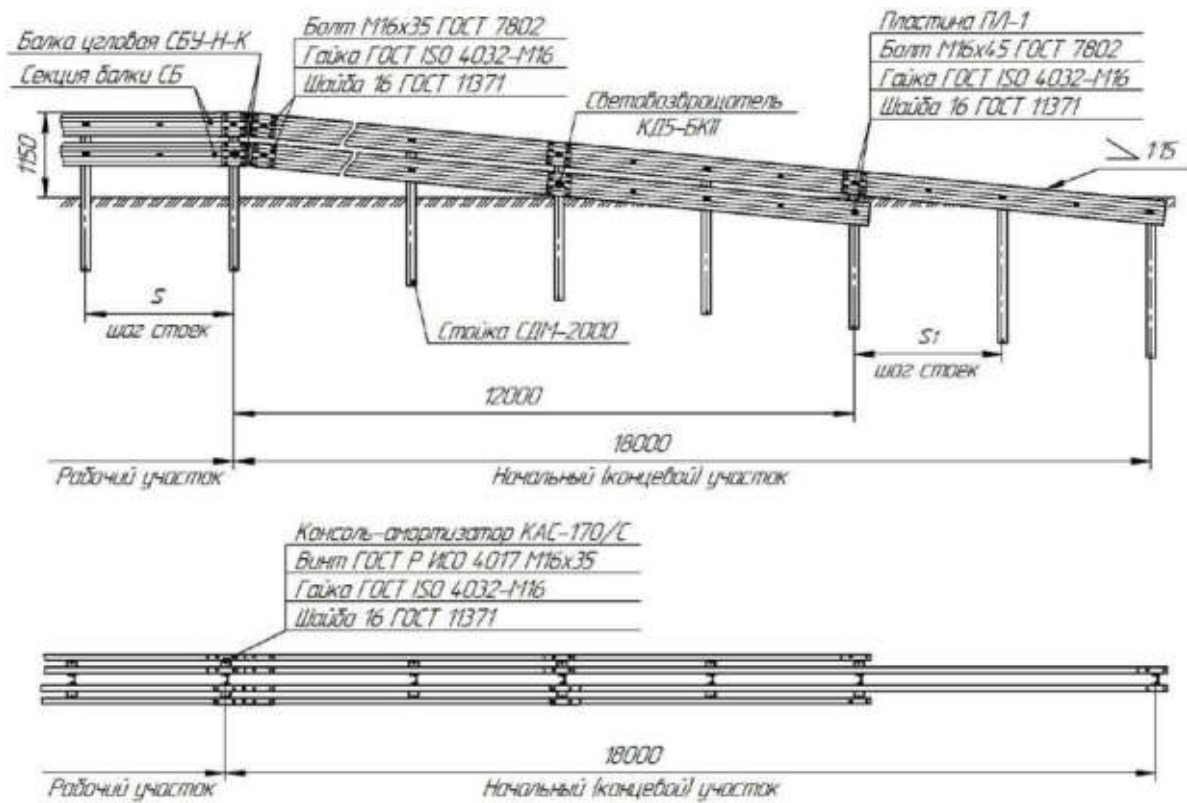 Болт М16х35 ГОСТ 7802
Гайка ГОСТ ISO 4032-М16
Шайба 16 ГОСТ 11371
Балка угловая СБУ-Н-К
Секция балки СБ
Пластина ПЛ-1
Болт М16х45 ГОСТ 7802
Гайка ГОСТ ISO 4032-М16
Шайба 16 ГОСТ 11371
Световозвращатель
КД5-БКII
1:15
1150
S
шаг стоек
Стойка СДМ-2000
S1
шаг стоек
12000
18000
Рабочий участок
Начальный (концевой) участок
Консоль-амортизатор КАС-170/С
Винт ГОСТ Р ИСО 4017 М16х35
Гайка ГОСТ ISO 4032-М16
Шайба 16 ГОСТ 11371
18000
Рабочий участок
Начальный (концевой) участок